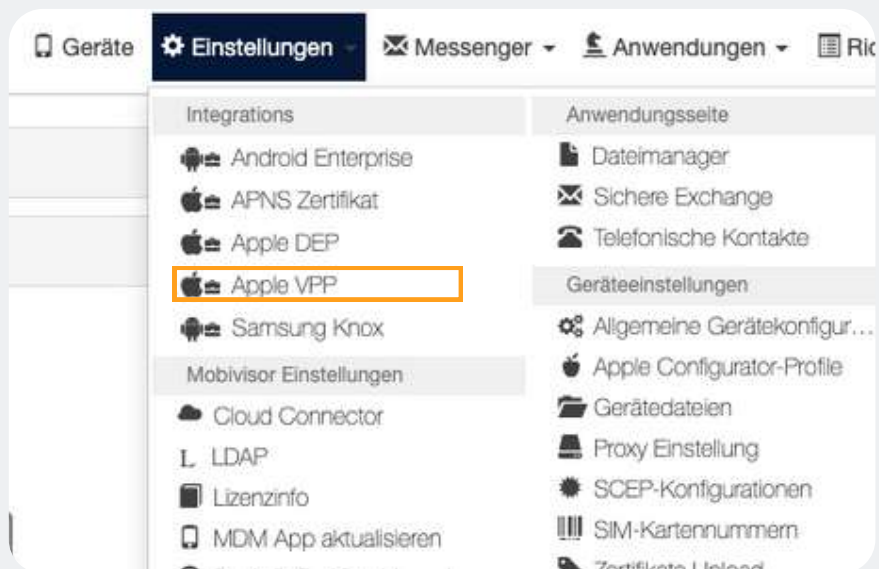 Geräte
Einstellungen
Messenger
Anwendungen
Integrations
Android Enterprise
APNS Zertifikat
Apple DEP
Apple VPP
Samsung Knox
Mobivisor Einstellungen
Cloud Connector
LDAP
Lizenzinfo
MDM App aktualisieren
Anwendungsseite
Dateimanager
Sichere Exchange
Telefonische Kontakte
Geräteeinstellungen
Allgemeine Gerätekonfigur...
Apple Configurator-Profile
Gerätedateien
Proxy Einstellung
SCEP-Konfigurationen
SIM-Kartennummern
Zertifikate Upload